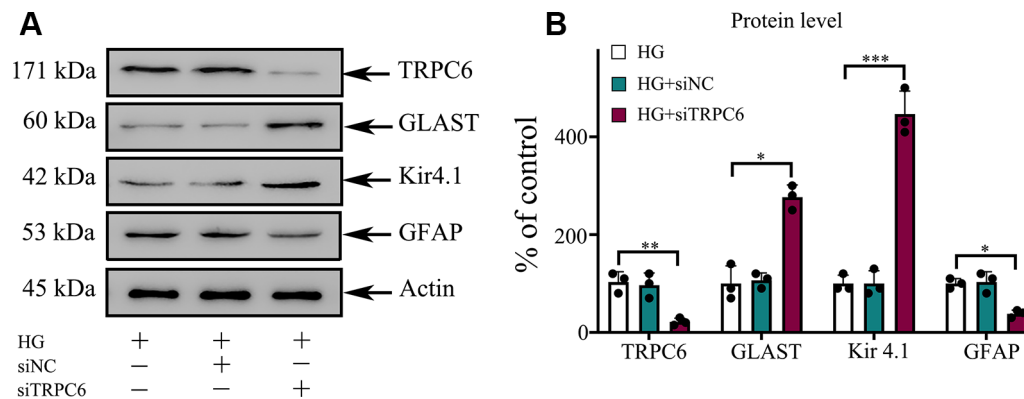 A
171 kDa TRPC6
60 kDa GLAST
42 kDa Kir4.1
53 kDa GFAP
45 kDa Actin
HG + + +
siNC — + —
siTRPC6 — — +
B
Protein level
HG
HG+siNC
HG+siTRPC6
% of control
400
200
0
** * *** *
TRPC6 GLAST Kir 4.1 GFAP